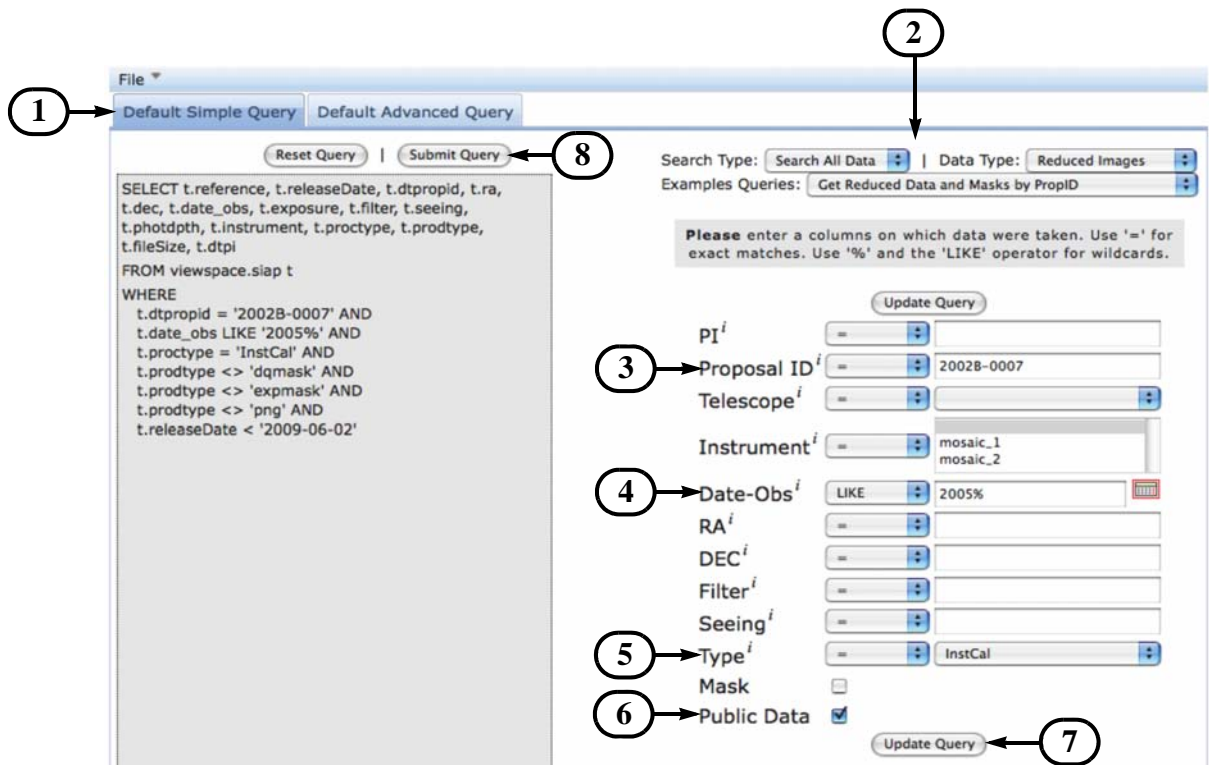 2
File
1
Default Simple Query Default Advanced Query
Reset Query | Submit Query
8
SELECT t.reference, t.releaseDate, t.dtpropid, t.ra,
t.dec, t.date_obs, t.exposure, t.filter, t.seeing,
t.photdpth, t.instrument, t.proctype, t.prodtype,
t.fileSize, t.dtpi
FROM viewspace.siap t
WHERE
t.dtpropid = '2002B-0007' AND
t.date_obs LIKE '2005%' AND
t.proctype = 'InstCal' AND
t.prodtype <> 'dqmask' AND
t.prodtype <> 'expmask' AND
t.prodtype <> 'png' AND
t.releaseDate < '2009-06-02'
Search Type: Search All Data | Data Type: Reduced Images
Examples Queries: Get Reduced Data and Masks by PropID
Please enter a columns on which data were taken. Use '=' for
exact matches. Use '%' and the 'LIKE' operator for wildcards.
Update Query
PI i =
3
Proposal ID i = 2002B-0007
Telescope i =
Instrument i =
mosaic_1
mosaic_2
4
Date-Obs i LIKE 2005%
RA i =
DEC i =
Filter i =
Seeing i =
5
Type i = InstCal
Mask
6
Public Data
Update Query
7